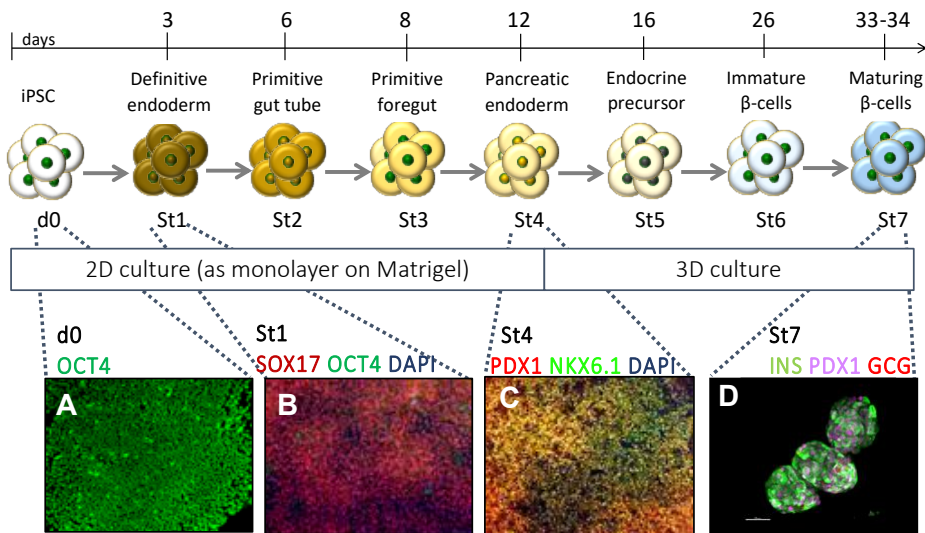 days
3 6 8 12 16 26 33-34
iPSC
Definitive endoderm
Primitive gut tube
Primitive foregut
Pancreatic endoderm
Endocrine precursor
Immature β-cells
Maturing β-cells
d0 St1 St2 St3 St4 St5 St6 St7
2D culture (as monolayer on Matrigel)
3D culture
d0
OCT4
A
St1
SOX17 OCT4 DAPI
B
St4
PDX1 NKX6.1 DAPI
C
St7
INS PDX1 GCG
D